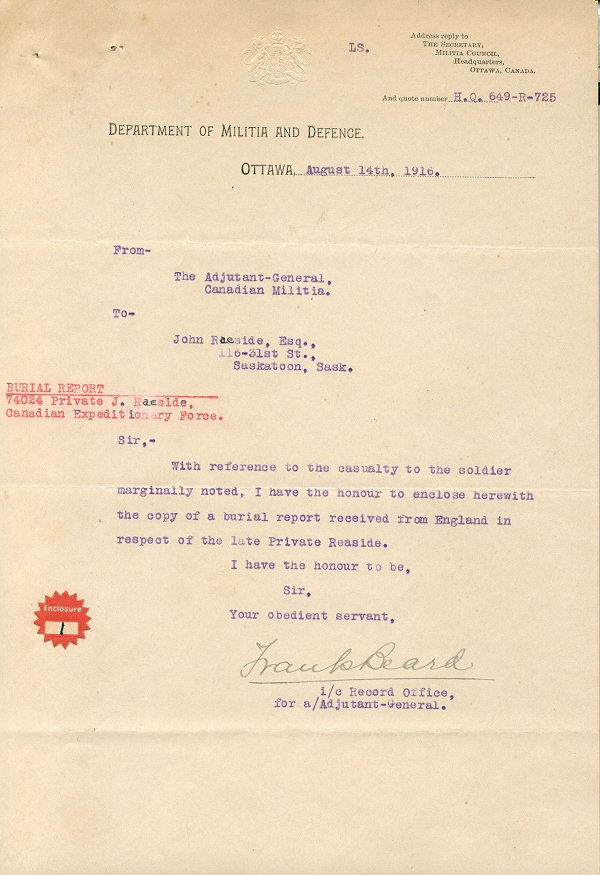 LS.
Address reply to
THE SECRETARY,
MILITIA COUNCIL,
Headquarters,
OTTAWA, CANADA.
And quote number H.Q. 649-R-725
DEPARTMENT OF MILITIA AND DEFENCE,
OTTAWA, August 14th, 1916.
From-
The Adjutant-General,
Canadian Militia.
To-
John Raeside, Esq.,
116-31st St.,
Saskatoon, Sask.
BURIAL REPORT
74024 Private J. Raeside,
Canadian Expeditionary Force.
Sir,-
With reference to the casualty to the soldier
marginally noted, I have the honour to enclose herewith
the copy of a burial report received from England in
respect of the late Private Reaside.
I have the honour to be,
Sir,
Your obedient servant,
Enclosure
1
Frank Beard
i/c Record Office,
for a/Adjutant-General.